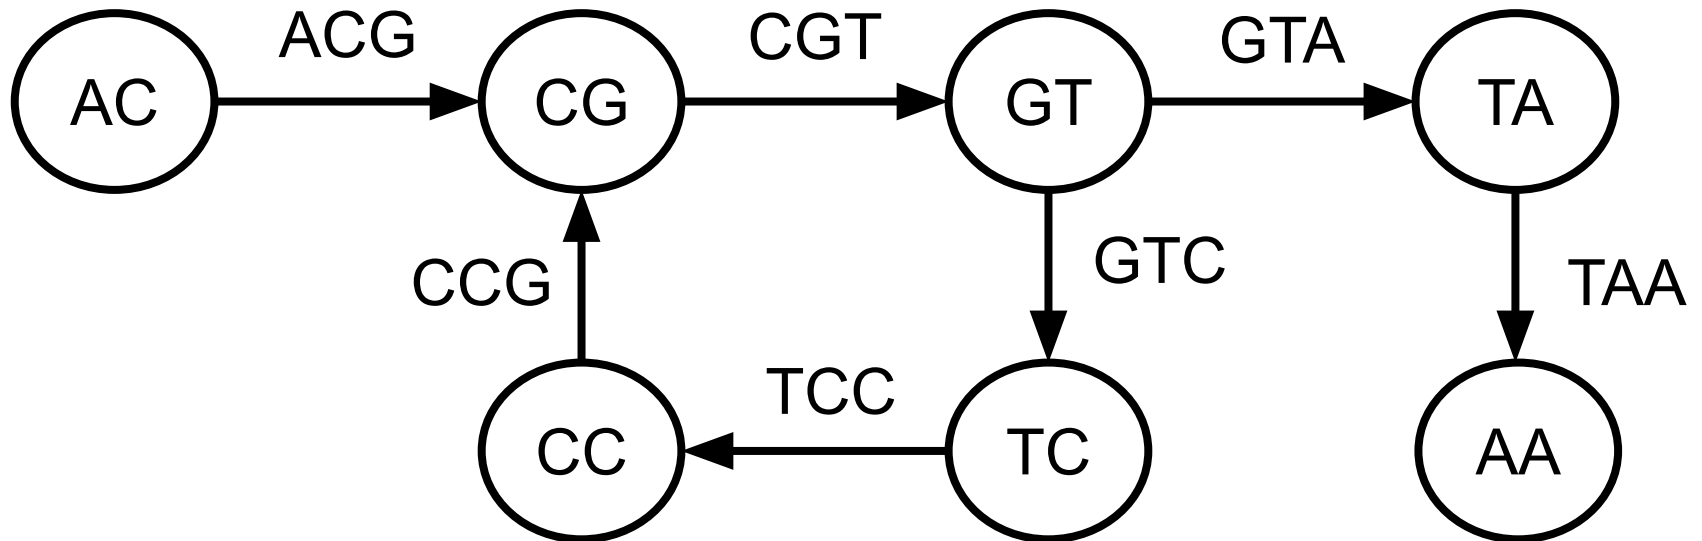 ACG CGT GTA
AC CG GT TA
CCG GTC TAA
TCC
CC TC AA